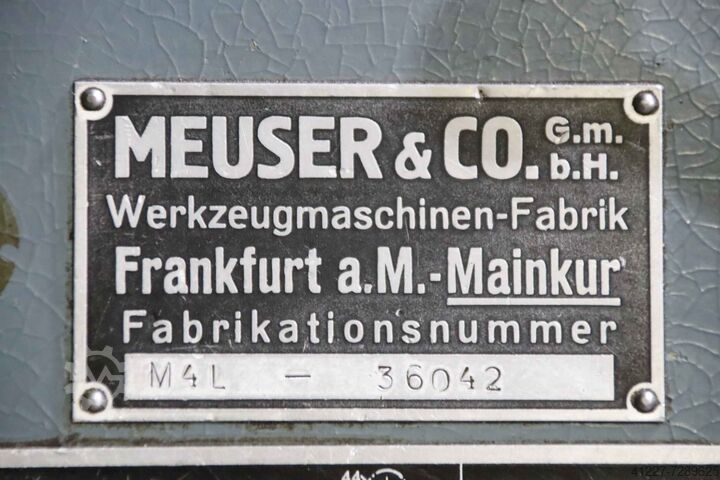 MEUSER & CO. G.m.b.H.
Werkzeugmaschinen-Fabrik
Frankfurt a.M.-Mainkur
Fabrikationsnummer
M4L - 36042